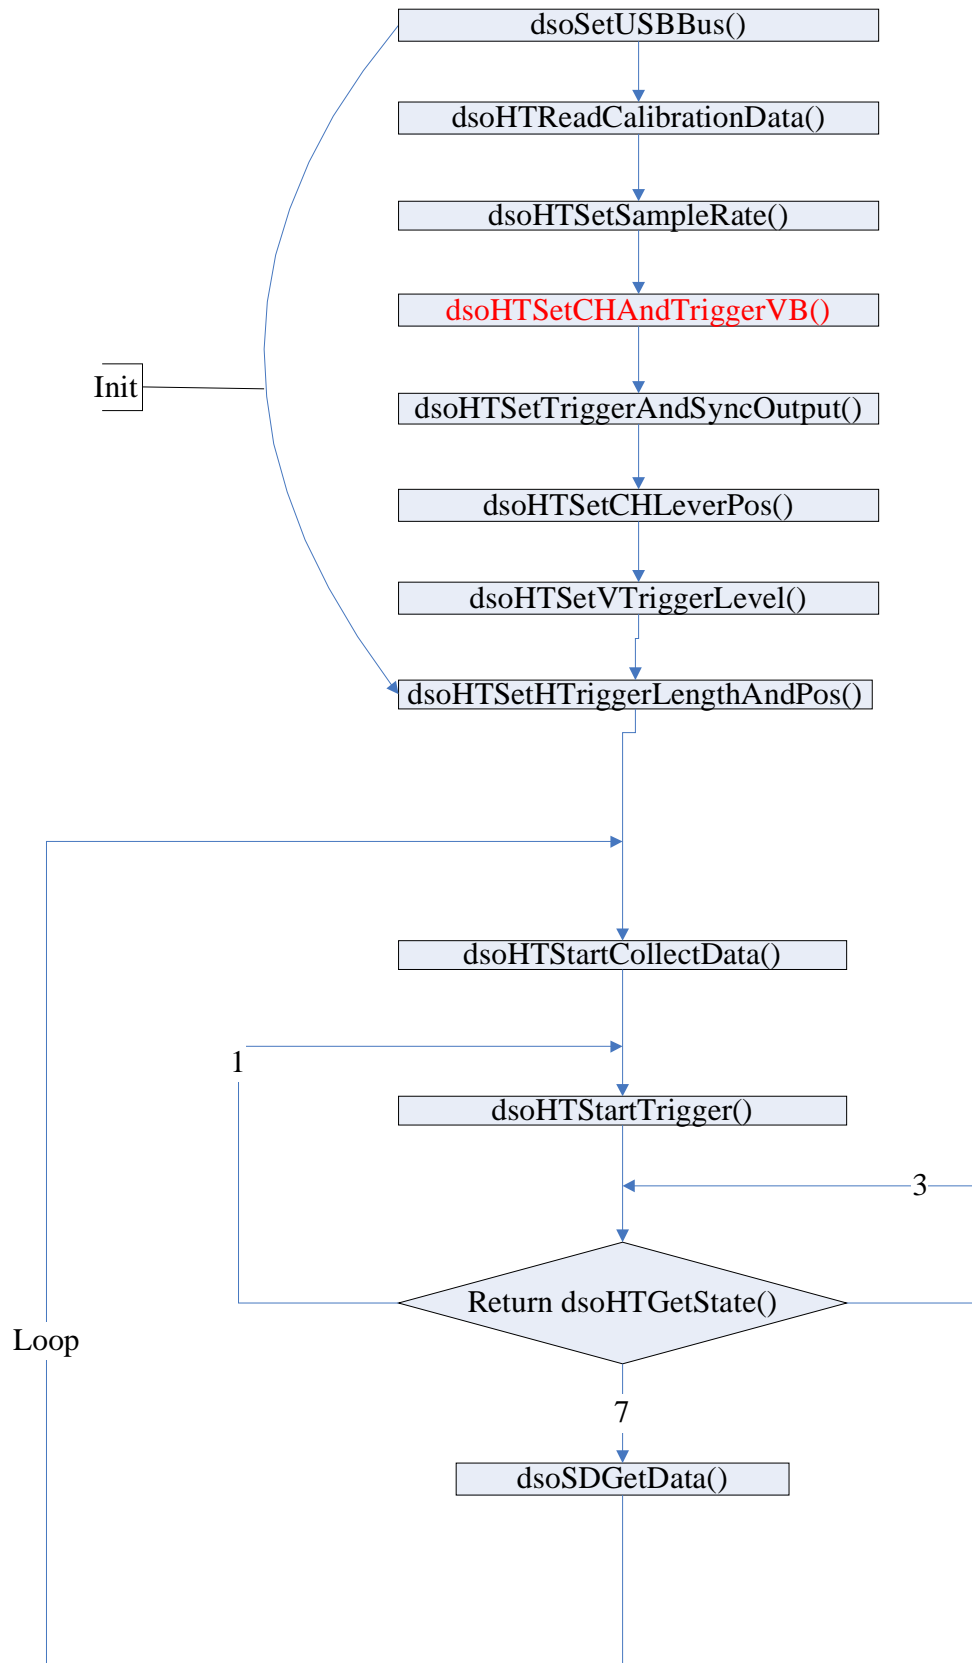 dsoSetUSBBus()
dsoHTReadCalibrationData()
dsoHTSetSampleRate()
dsoHTSetCHAndTriggerVB()
Init
dsoHTSetTriggerAndSyncOutput()
dsoHTSetCHLeverPos()
dsoHTSetVTriggerLevel()
dsoHTSetHTriggerLengthAndPos()
dsoHTStartCollectData()
1
dsoHTStartTrigger()
3
Return dsoHTGetState()
Loop
7
dsoSDGetData()